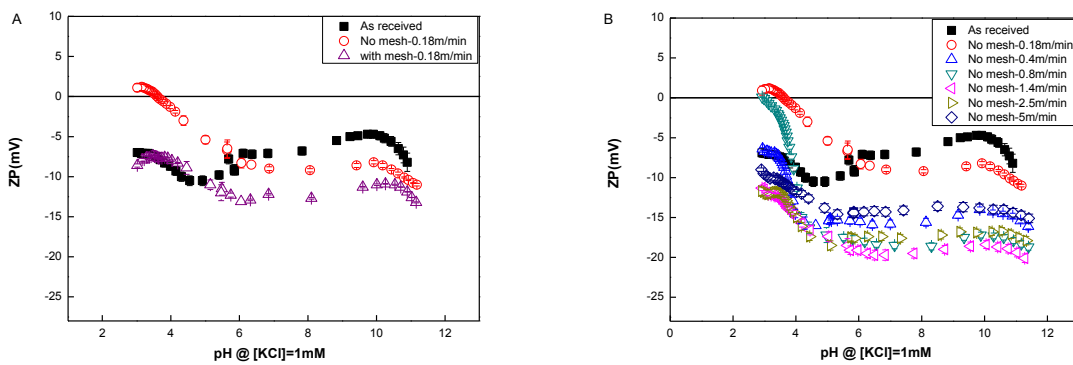 A
ZP(mV)
10
5
0
-5
-10
-15
-20
-25
As received
No mesh-0.18m/min
with mesh-0.18m/min
2
4
6
8
10
12
pH @ [KCl]=1mM
B
ZP(mV)
10
5
0
-5
-10
-15
-20
-25
As received
No mesh-0.18m/min
No mesh-0.4m/min
No mesh-0.8m/min
No mesh-1.4m/min
No mesh-2.5m/min
No mesh-5m/min
0
2
4
6
8
10
12
pH @ [KCl]=1mM